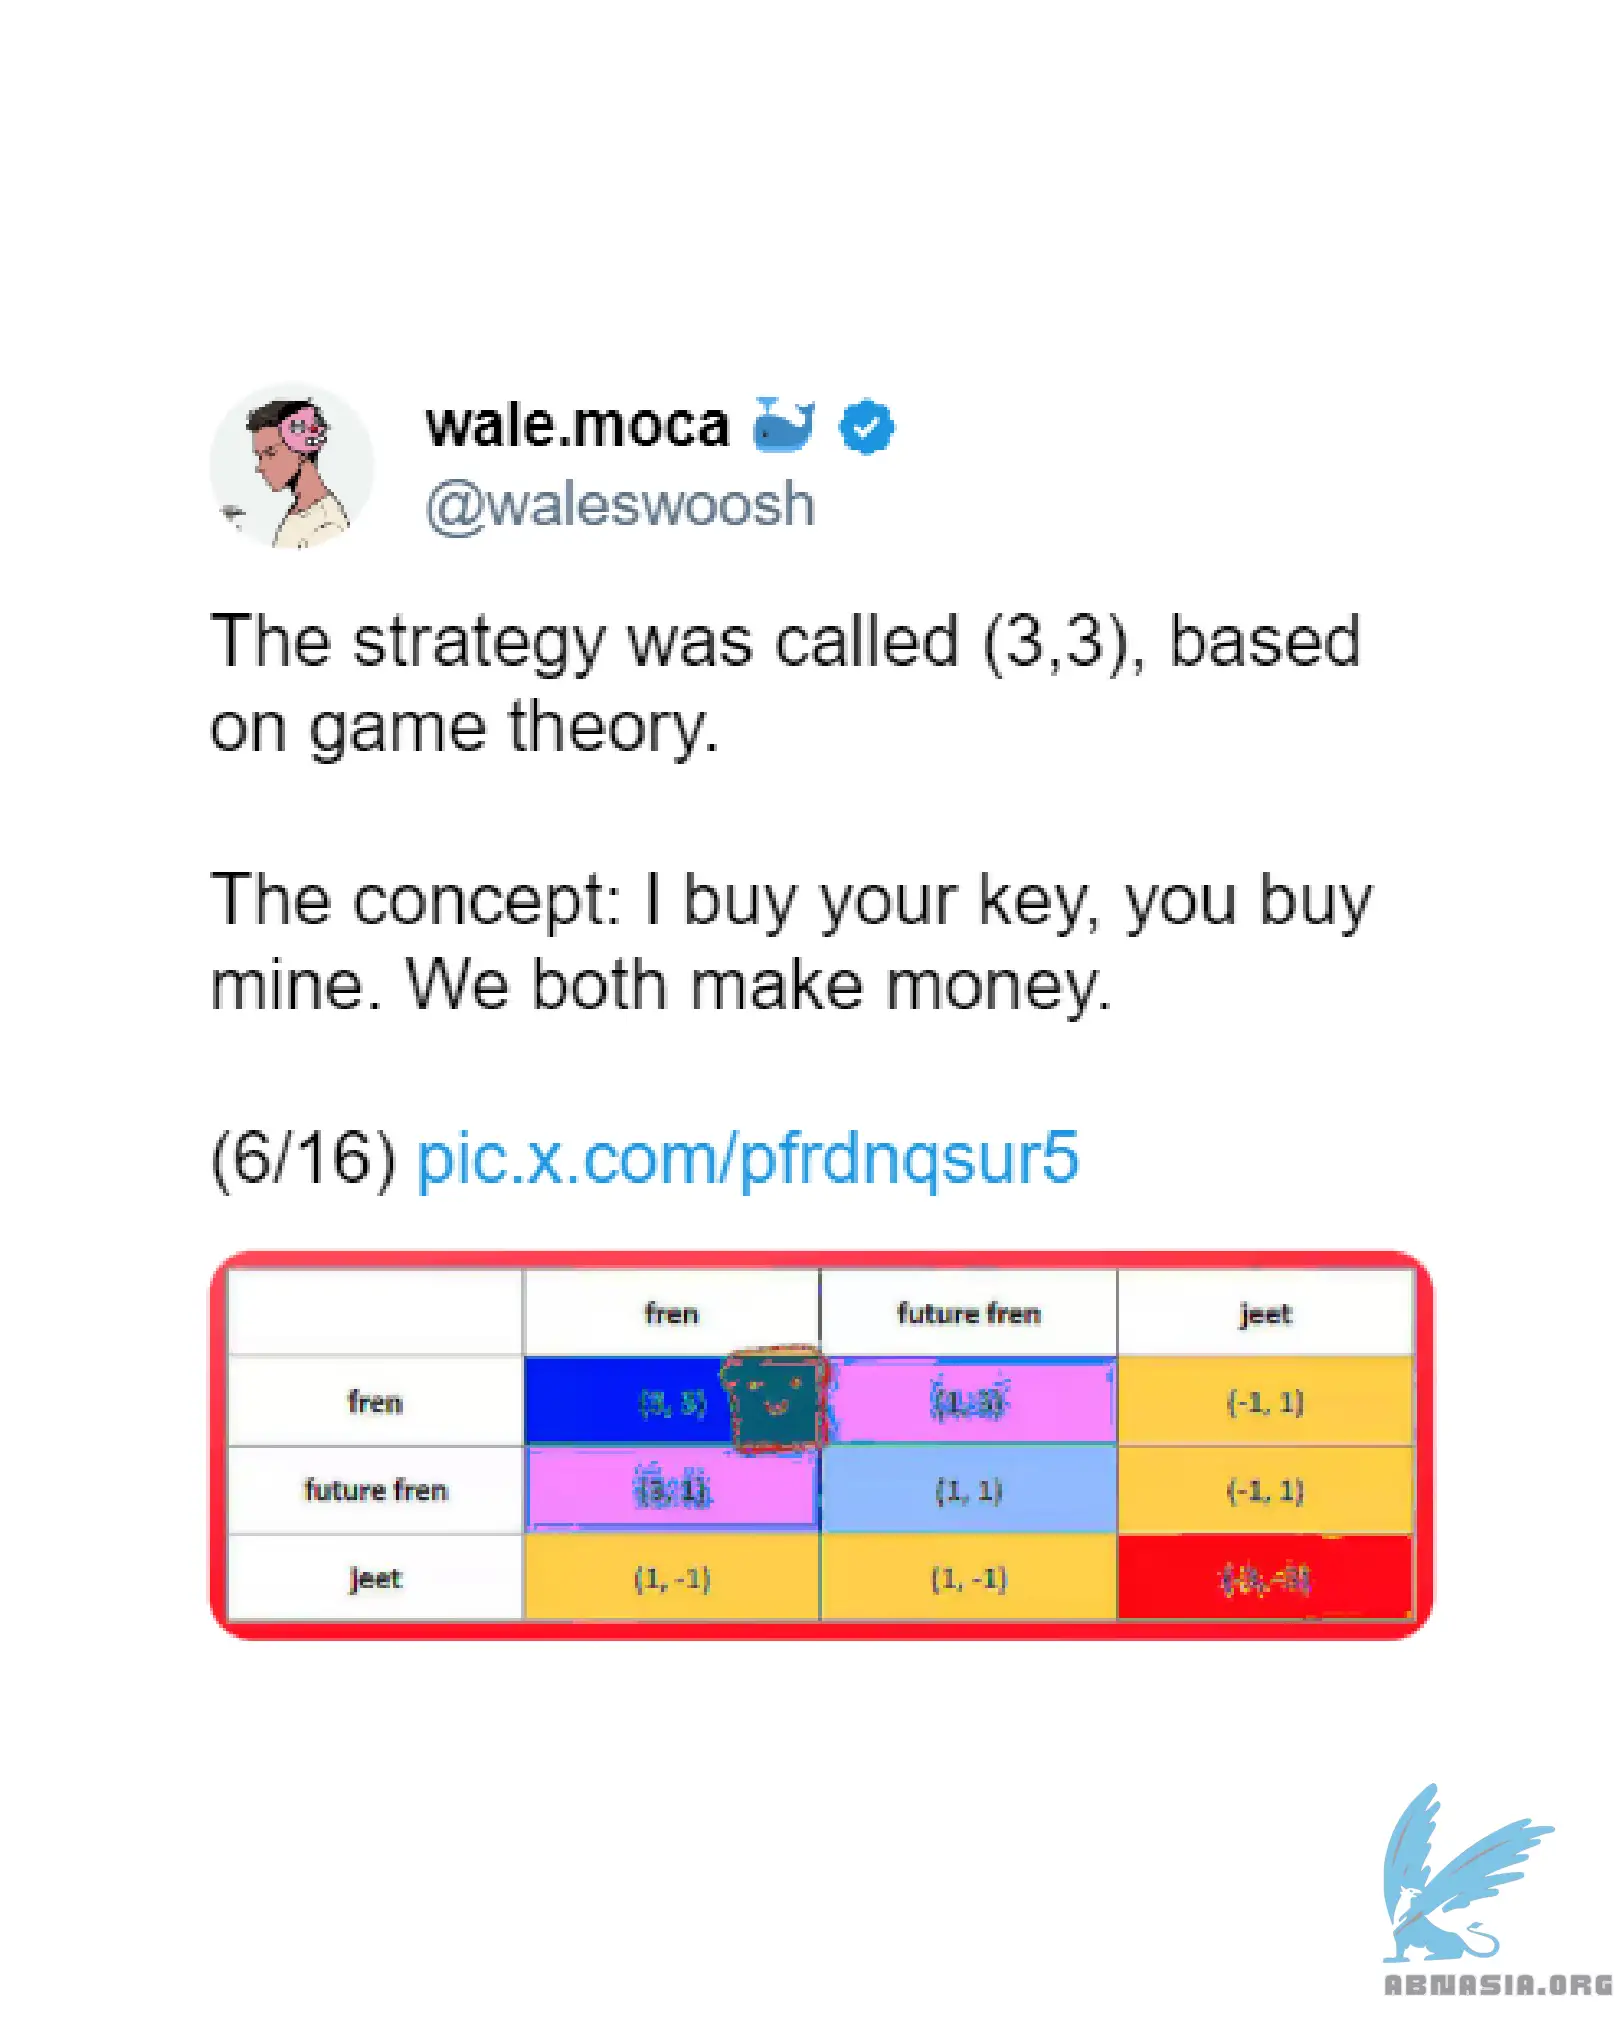 wale.moca
@waleswoosh
The strategy was called (3,3), based
on game theory.
The concept: I buy your key, you buy
mine. We both make money.
(6/16) pic.x.com/pfrdnqsur5
fren future fren jeet
fren (3, 3) (1, 3) (-1, 1)
future fren (3, 1) (1, 1) (-1, 1)
jeet (1, -1) (1, -1)
ABNASIA.ORG